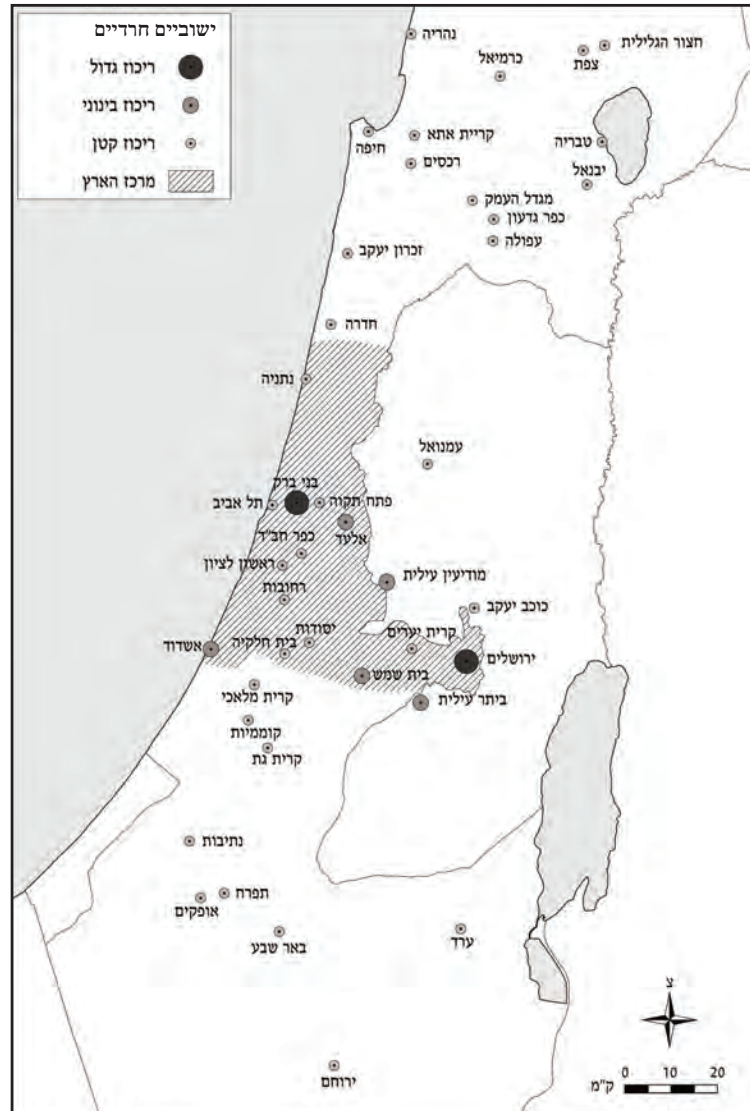 ישוביים חרדיים
ריכוז גדול
ריכוז בינוני
ריכוז קטן
מרכז הארץ
נהריה
חצור הגלילית
צפת
כרמיאל
חיפה
קריית אתא
טבריה
רכסים
יבנאל
מגדל העמק
כפר גדעון
עפולה
זכרון יעקב
חדרה
נתניה
עמנואל
בני ברק
תל אביב
פתח תקוה
אלעד
כפר חב"ד
ראשון לציון
מודיעין עילית
רחובות
כוכב יעקב
יסודות
קרית יערים
אשדוד
בית חלקיה
ירושלים
בית שמש
קרית מלאכי
ביתר עילית
קוממיות
קרית גת
נתיבות
תפרח
אופקים
באר שבע
ערד
ירוחם
צ
ק"מ
0 10 20